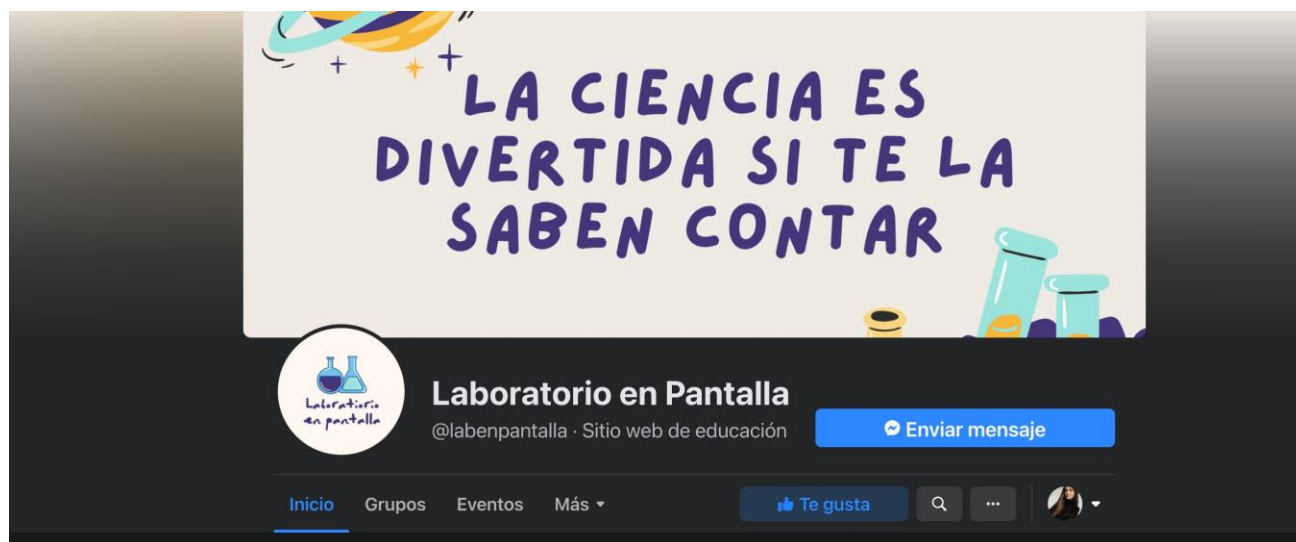 LA CIENCIA ES
DIVERTIDA SI TE LA
SABEN CONTAR
Laboratiorio
en pantalla
Laboratorio en Pantalla
@labenpantalla · Sitio web de educación
Enviar mensaje
Inicio Grupos Eventos Más
Te gusta